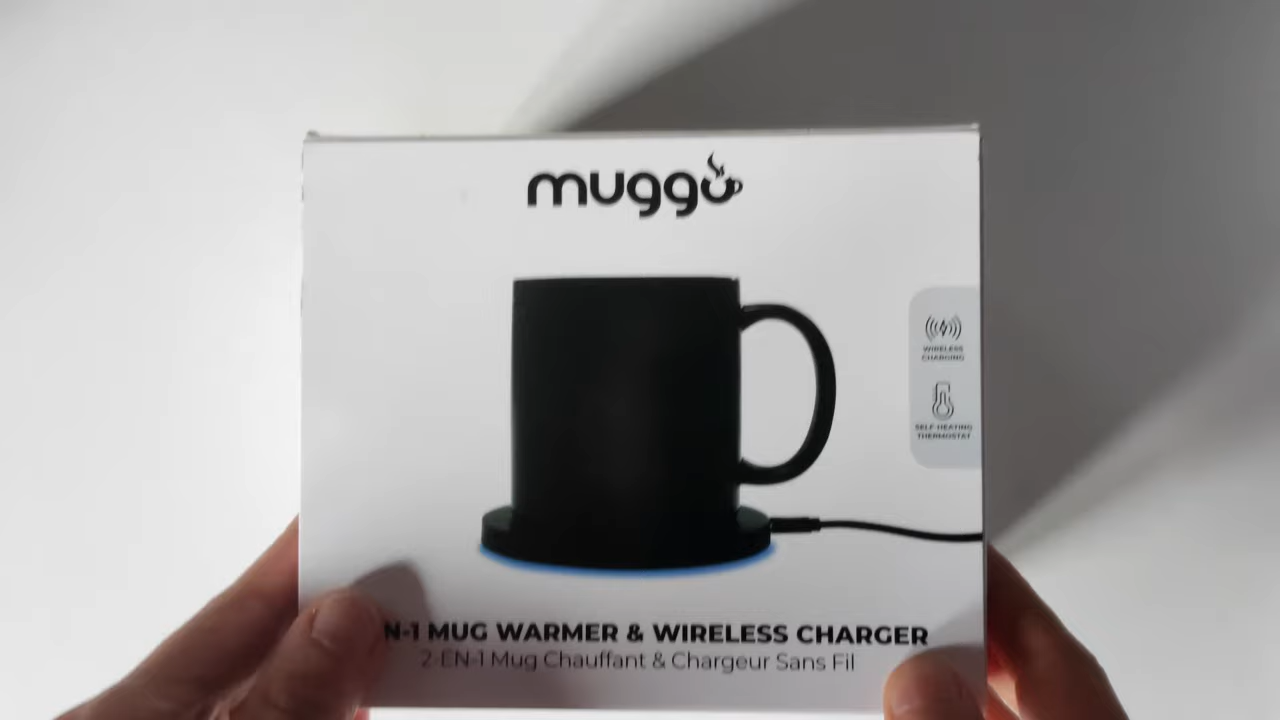 muggo
WIRELESS
CHARGING
SELF-HEATING
THERMOSTAT
N-1 MUG WARMER & WIRELESS CHARGER
2-EN-1 Mug Chauffant & Chargeur Sans Fil